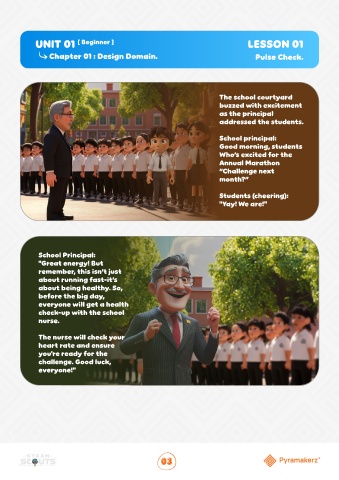 UNIT 01 [ Beginner ]
Chapter 01 : Design Domain.
LESSON 01
Pulse Check.
The school courtyard
buzzed with excitement
as the principal
addressed the students.
School principal:
Good morning, students
Who's excited for the
Annual Marathon
"Challenge next
month?"
Students (cheering):
"Yay! We are!"
School Principal:
"Great energy! But
remember, this isn't just
about running fast-it's
about being healthy. So,
before the big day,
everyone will get a health
check-up with the school
nurse.
The nurse will check your
heart rate and ensure
you're ready for the
challenge. Good luck,
everyone!"
SCOUTS
03
Pyramakerz